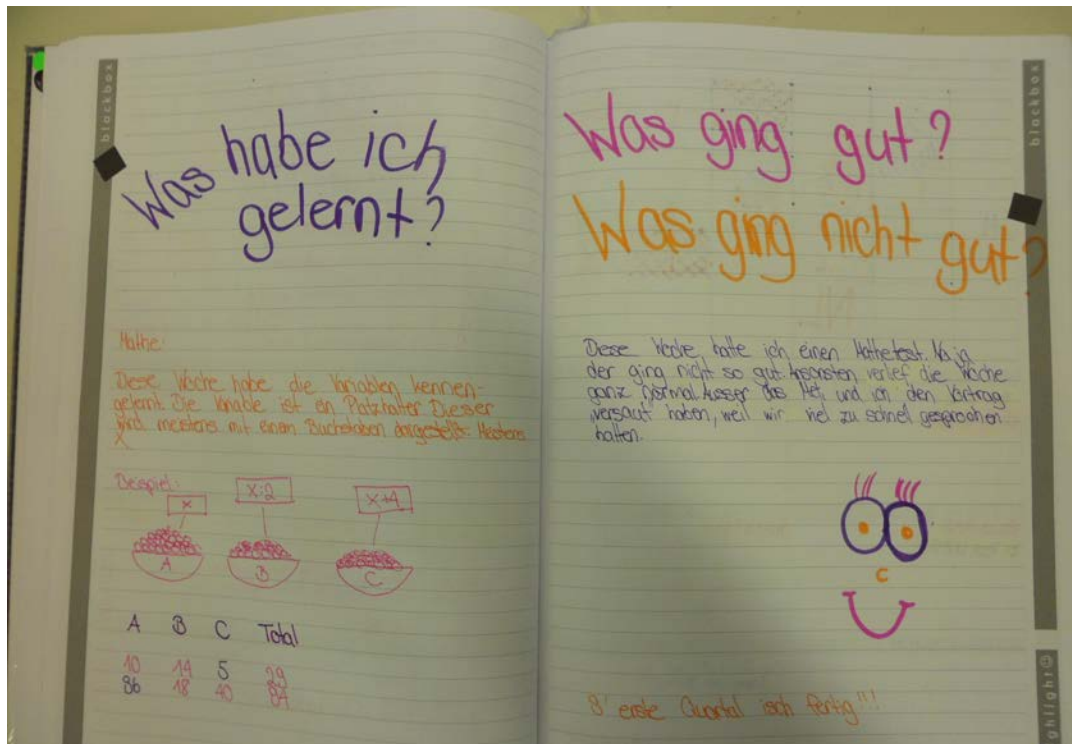 blackbox
Was habe ich
gelernt?
Mathe:
Diese Woche habe die Variablen kennen-
gelernt. Die Variable ist en Platzhalter. Dieser
wird meistens mit einem Buchstaben dargestellt. Meistens
X
Beispiel:
x X:2 X+4
A B C
A B C Total
10 14 5 29
18 40
Was ging gut?
Was ging nicht gut?
Diese Woche hatte ich einen Mathetest. Na ja
der ging nicht so gut. Ansonsten verlief die Woche
ganz normal. Ausser das und ich den Vortrag
versaut haben, weil wir viel zu schnell gesprochen
hatten.
S' erste Quartal isch fertig!!!
blackbox
ghlight☺